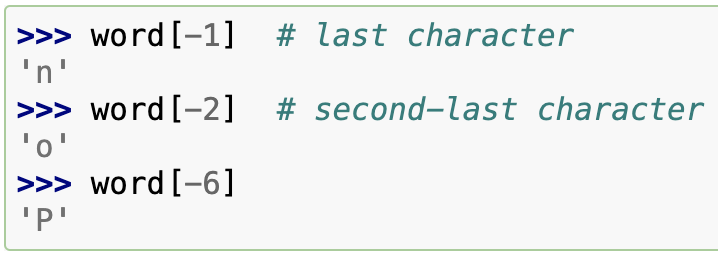 >>> word[-1]  # last character
'n'
>>> word[-2]  # second-last character
'o'
>>> word[-6]
'P'